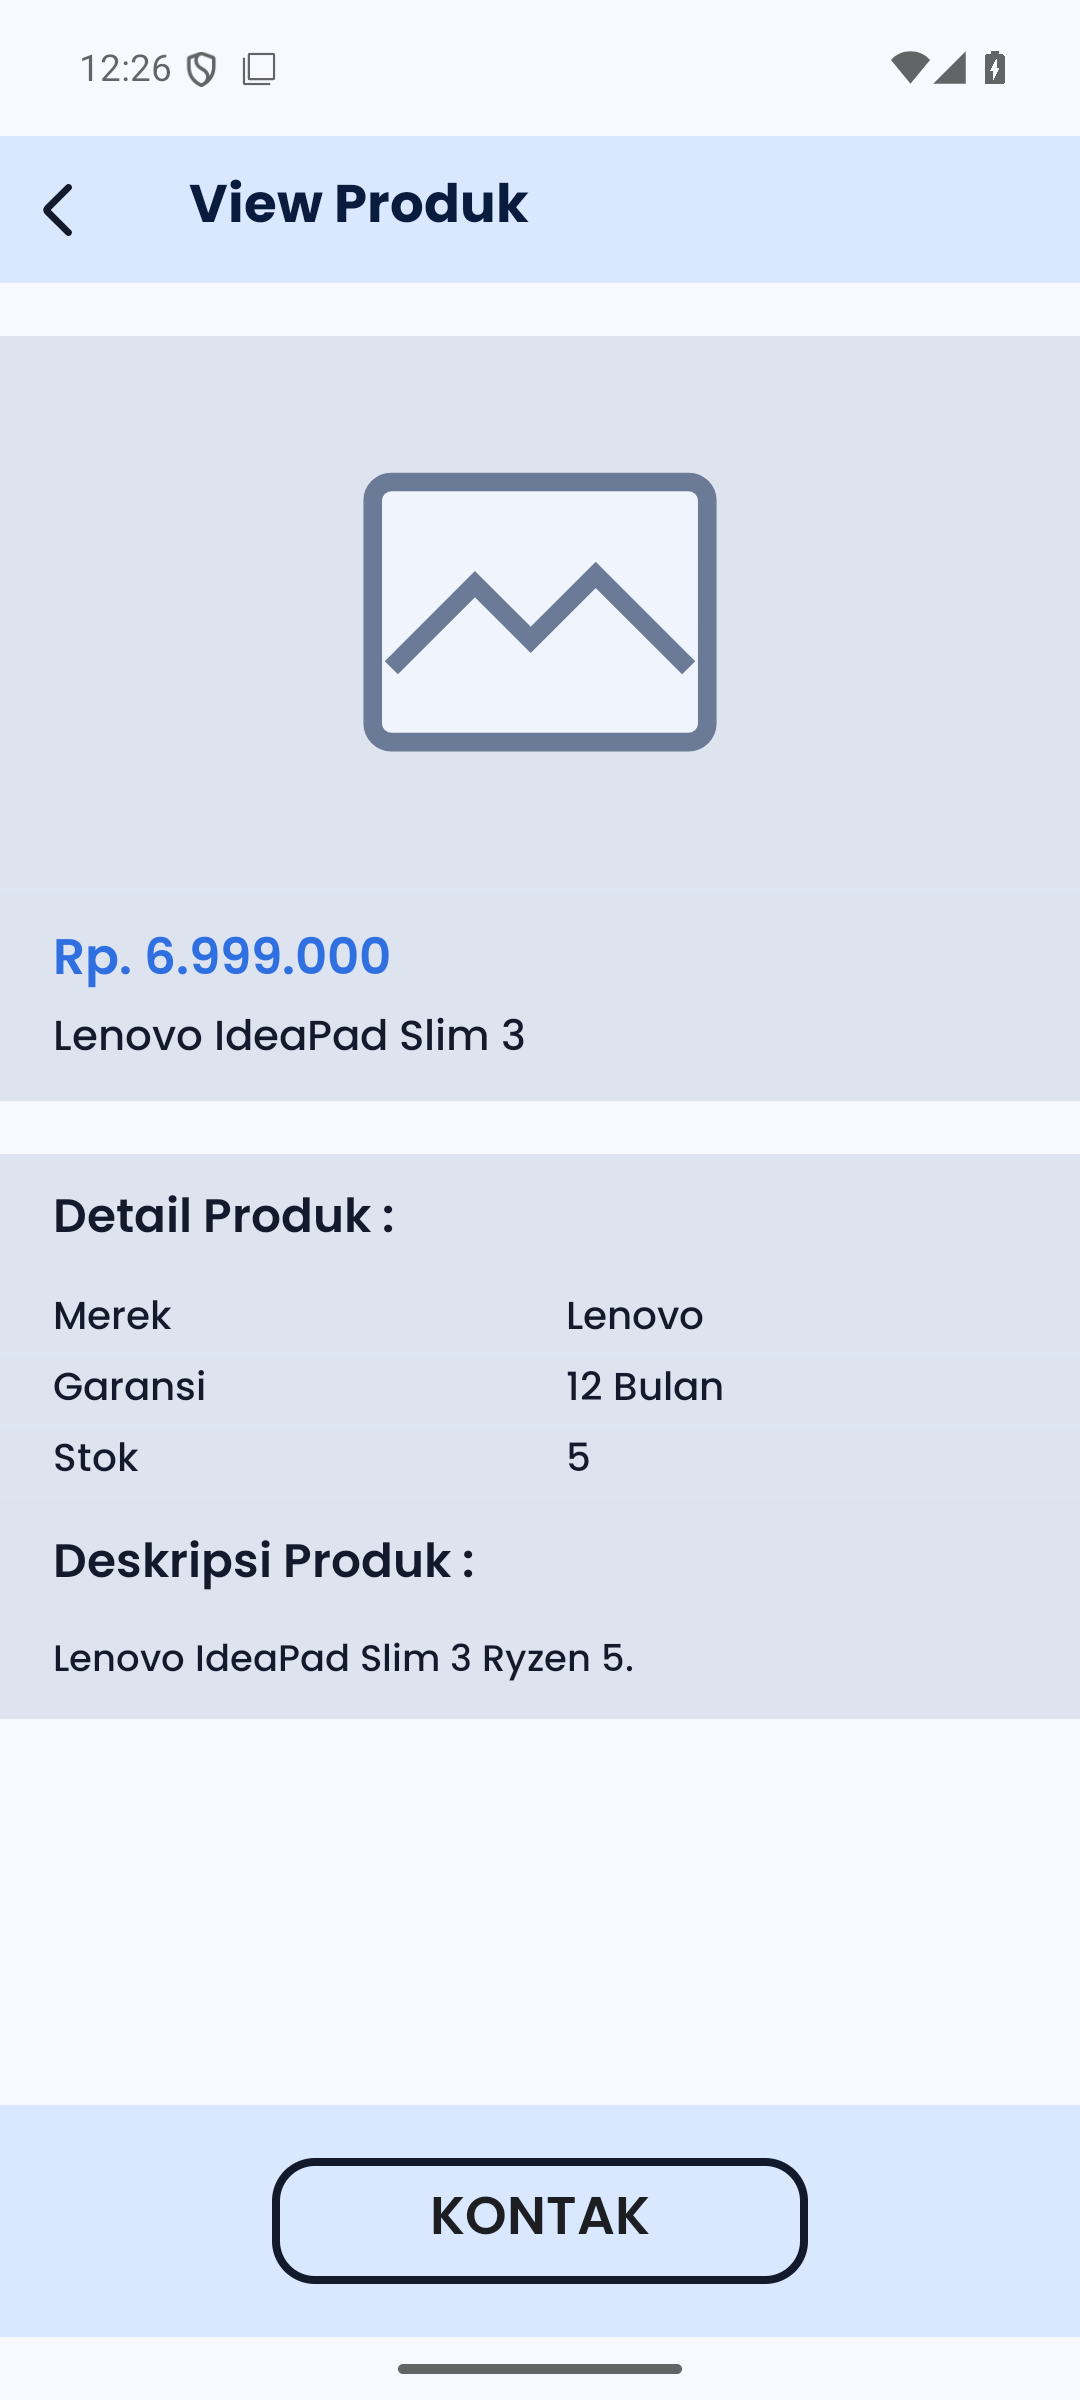 12:26
View Produk
Rp. 6.999.000
Lenovo IdeaPad Slim 3
Detail Produk :
Merek Lenovo
Garansi 12 Bulan
Stok 5
Deskripsi Produk :
Lenovo IdeaPad Slim 3 Ryzen 5.
KONTAK